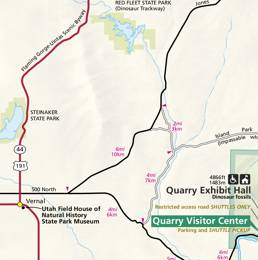 RED FLEET STATE PARK
(Dinosaur Trackway)
Jones
Flaming Gorge-Uintas Scenic Byway
STEINAKER
STATE PARK
2mi
3km
Island Park
(Impassable
6mi
10km
44
191
4mi
7km
4866ft
1483m
Quarry Exhibit Hall
Dinosaur fossils
Restricted access road SHUTTLES ONLY
500 North
Vernal
Utah Field House of
Natural History
State Park Museum
4mi
6km
Quarry Visitor Center
Parking and SHUTTLE PICKUP
4mi
6km